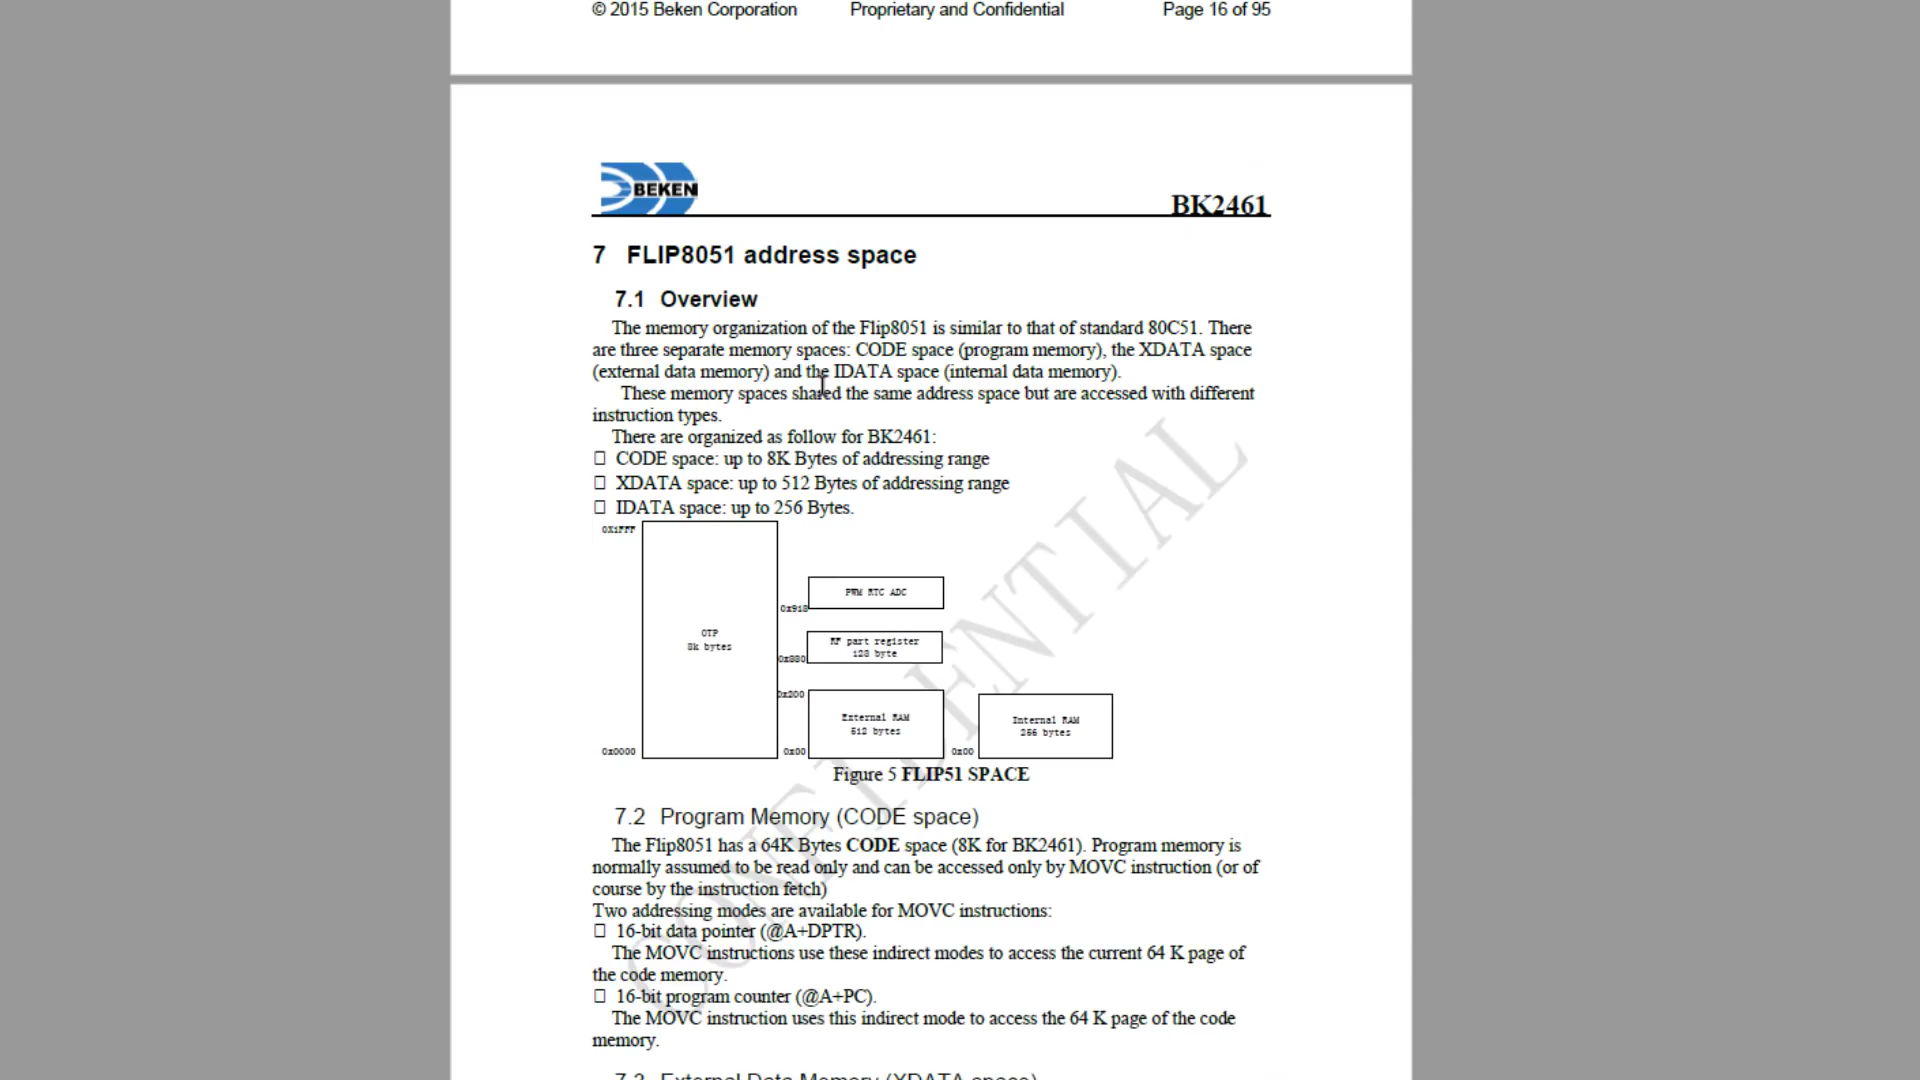 © 2015 Beken Corporation Proprietary and Confidential Page 16 of 95
BEKEN
BK2461
7 FLIP8051 address space
7.1 Overview
The memory organization of the Flip8051 is similar to that of standard 80C51. There
are three separate memory spaces: CODE space (program memory), the XDATA space
(external data memory) and the IDATA space (internal data memory).
These memory spaces shared the same address space but are accessed with different
instruction types.
There are organized as follow for BK2461:
CODE space: up to 8K Bytes of addressing range
XDATA space: up to 512 Bytes of addressing range
IDATA space: up to 256 Bytes.
0X1FFF
PWM RTC ADC
0x918
OTP
8k bytes
RF part register
128 byte
0x880
0x200
External RAM
512 bytes
Internal RAM
256 bytes
0x0000
0x00
0x00
Figure 5 FLIP51 SPACE
7.2 Program Memory (CODE space)
The Flip8051 has a 64K Bytes CODE space (8K for BK2461). Program memory is
normally assumed to be read only and can be accessed only by MOVC instruction (or of
course by the instruction fetch)
Two addressing modes are available for MOVC instructions:
16-bit data pointer (@A+DPTR).
The MOVC instructions use these indirect modes to access the current 64 K page of
the code memory.
16-bit program counter (@A+PC).
The MOVC instruction uses this indirect mode to access the 64 K page of the code
memory.
7.3 External Data Memory (XDATA space)
CONFIDENTIAL